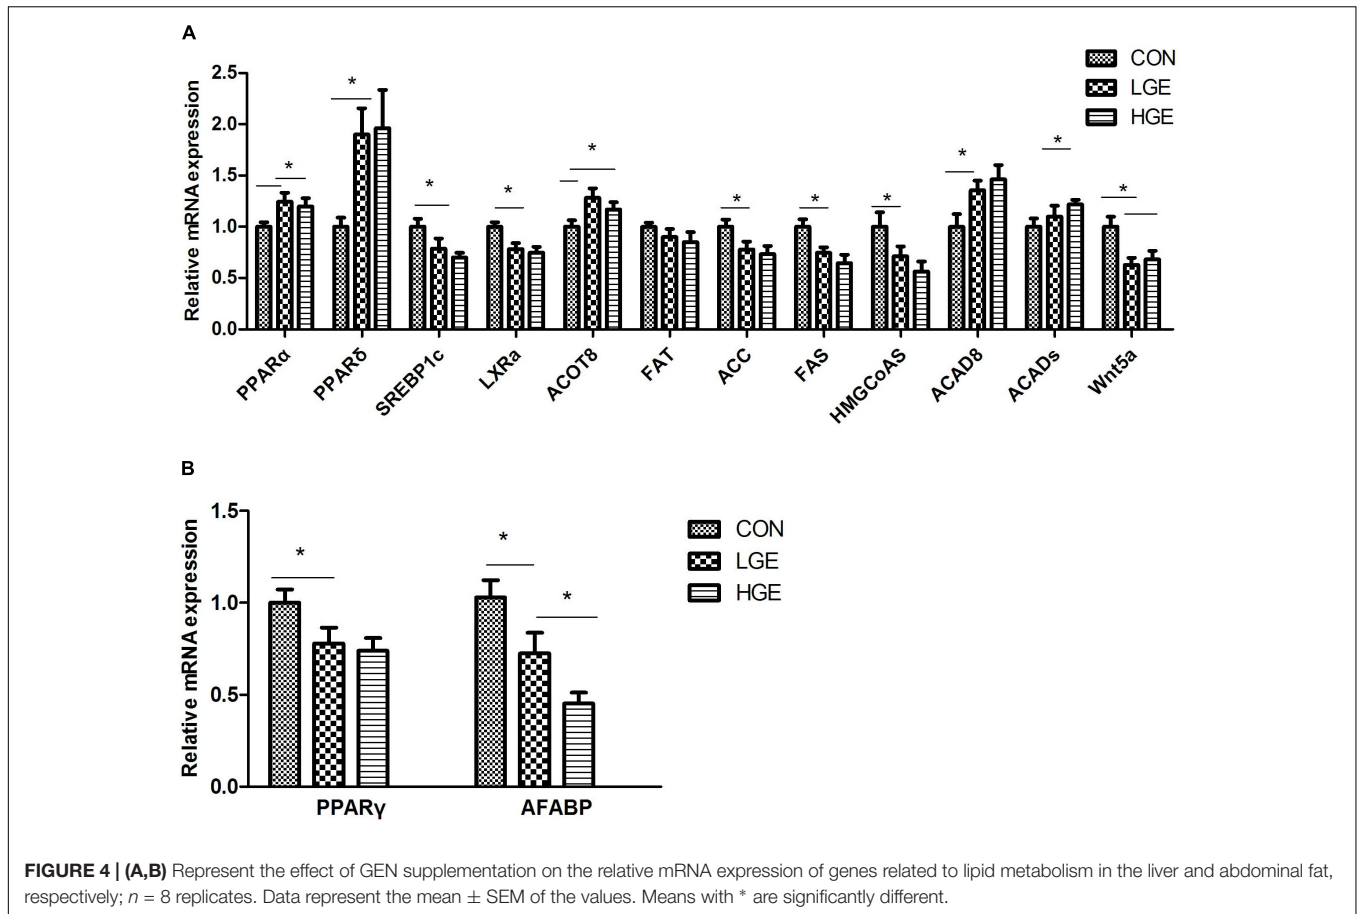 A
CON
LGE
HGE
Relative mRNA expression
2.5
2.0
1.5
1.0
0.5
0.0
* * * * * * * * * * *
PPARα PPARδ SREBP1c LXRa ACOT8 FAT ACC FAS HMGCoAS ACAD8 ACADs Wnt5a
B
CON
LGE
HGE
Relative mRNA expression
1.5
1.0
0.5
0.0
* * *
PPARγ AFABP
FIGURE 4 | (A,B) Represent the effect of GEN supplementation on the relative mRNA expression of genes related to lipid metabolism in the liver and abdominal fat,
respectively; n = 8 replicates. Data represent the mean ± SEM of the values. Means with * are significantly different.